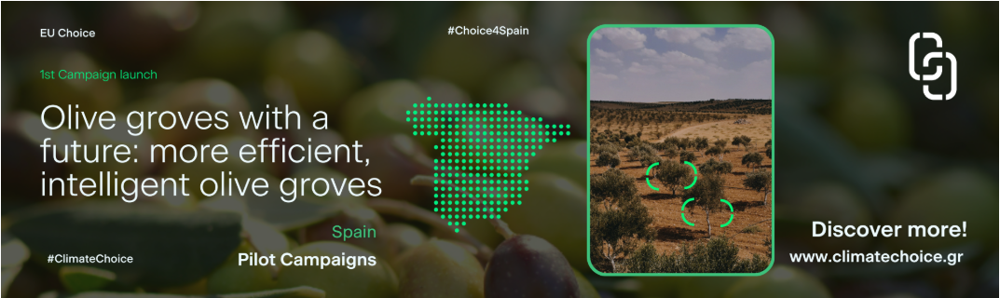 EU Choice
#Choice4Spain
1st Campaign launch
Olive groves with a
future: more efficient,
intelligent olive groves
Spain
Pilot Campaigns
#ClimateChoice
Discover more!
www.climatechoice.gr